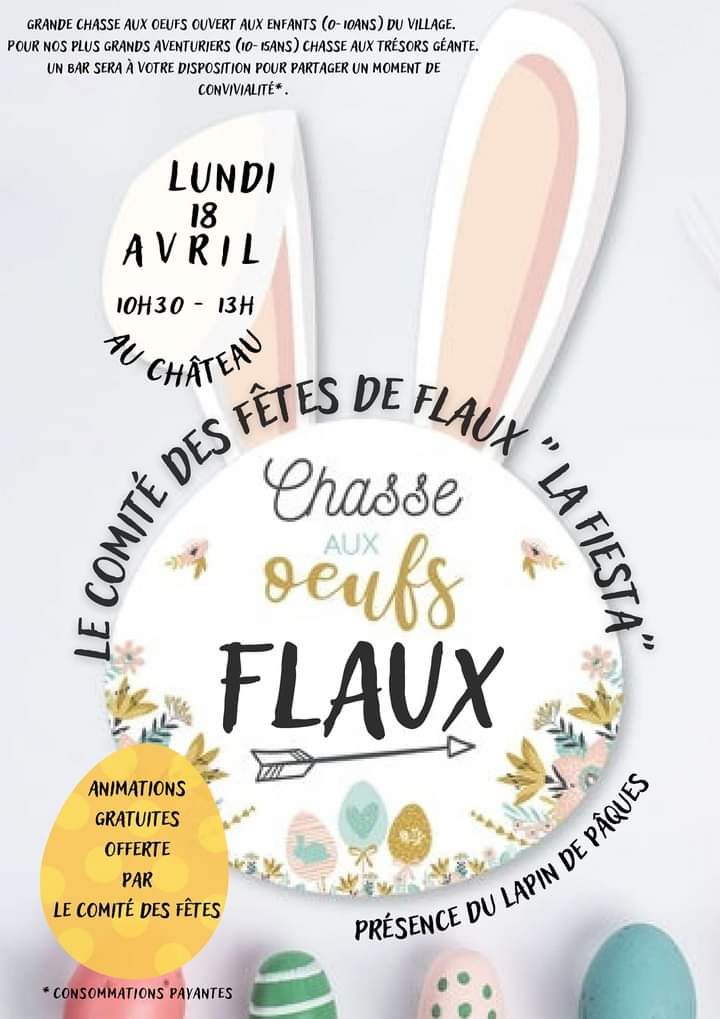 GRANDE CHASSE AUX OEUFS OUVERT AUX ENFANTS (0-10ANS) DU VILLAGE.
POUR NOS PLUS GRANDS AVENTURIERS (10-15ANS) CHASSE AUX TRÉSORS GÉANTE.
UN BAR SERA À VOTRE DISPOSITION POUR PARTAGER UN MOMENT DE
CONVIVIALITÉ*.
LUNDI
18
AVRIL
10H30 - 13H
AU CHÂTEAU
LE COMITÉ DES FÊTES DE FLAUX "LA FIESTA"
Chasse
AUX
oeufs
FLAUX
ANIMATIONS
GRATUITES
OFFERTE
PAR
LE COMITÉ DES FÊTES
PRÉSENCE DU LAPIN DE PÂQUES
* CONSOMMATIONS PAYANTES